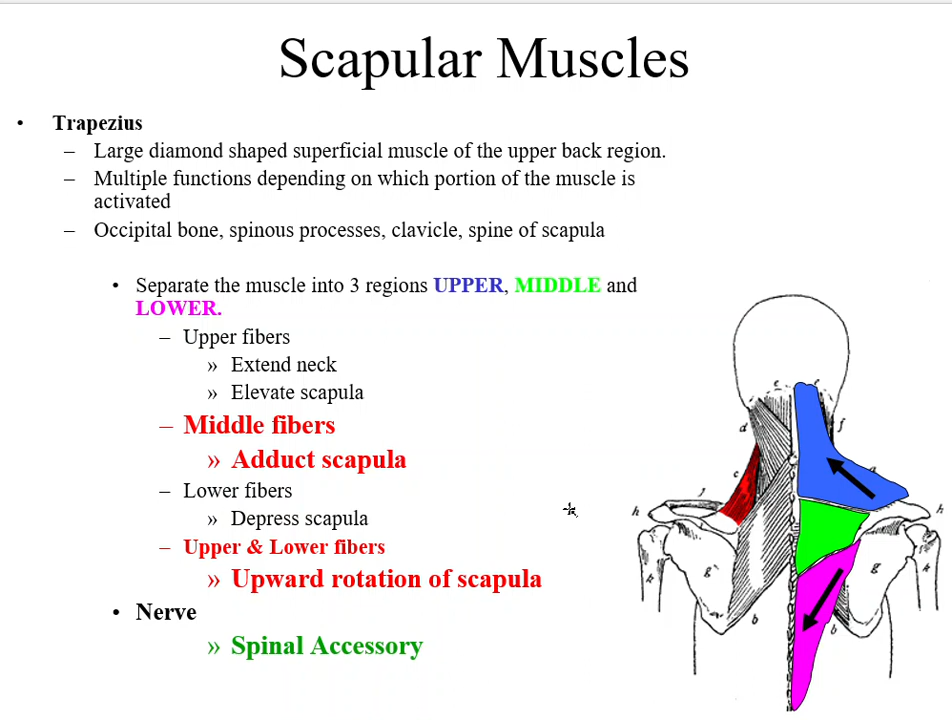 Scapular Muscles
• Trapezius
– Large diamond shaped superficial muscle of the upper back region.
– Multiple functions depending on which portion of the muscle is
activated
– Occipital bone, spinous processes, clavicle, spine of scapula
• Separate the muscle into 3 regions UPPER, MIDDLE and
LOWER.
– Upper fibers
» Extend neck
» Elevate scapula
– Middle fibers
» Adduct scapula
– Lower fibers
» Depress scapula
– Upper & Lower fibers
» Upward rotation of scapula
• Nerve
» Spinal Accessory
e e
d f
c a
h j h
k g g k
b b